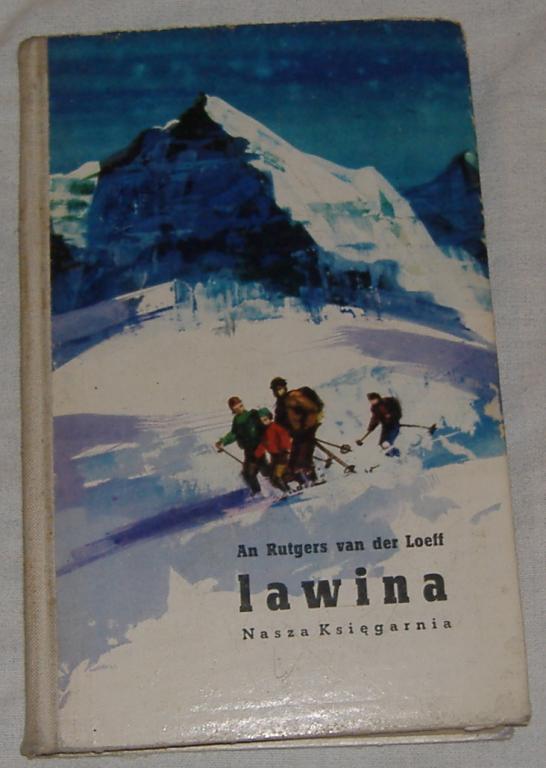 An Rutgers van der Loeff
lawina
Nasza Księgarnia